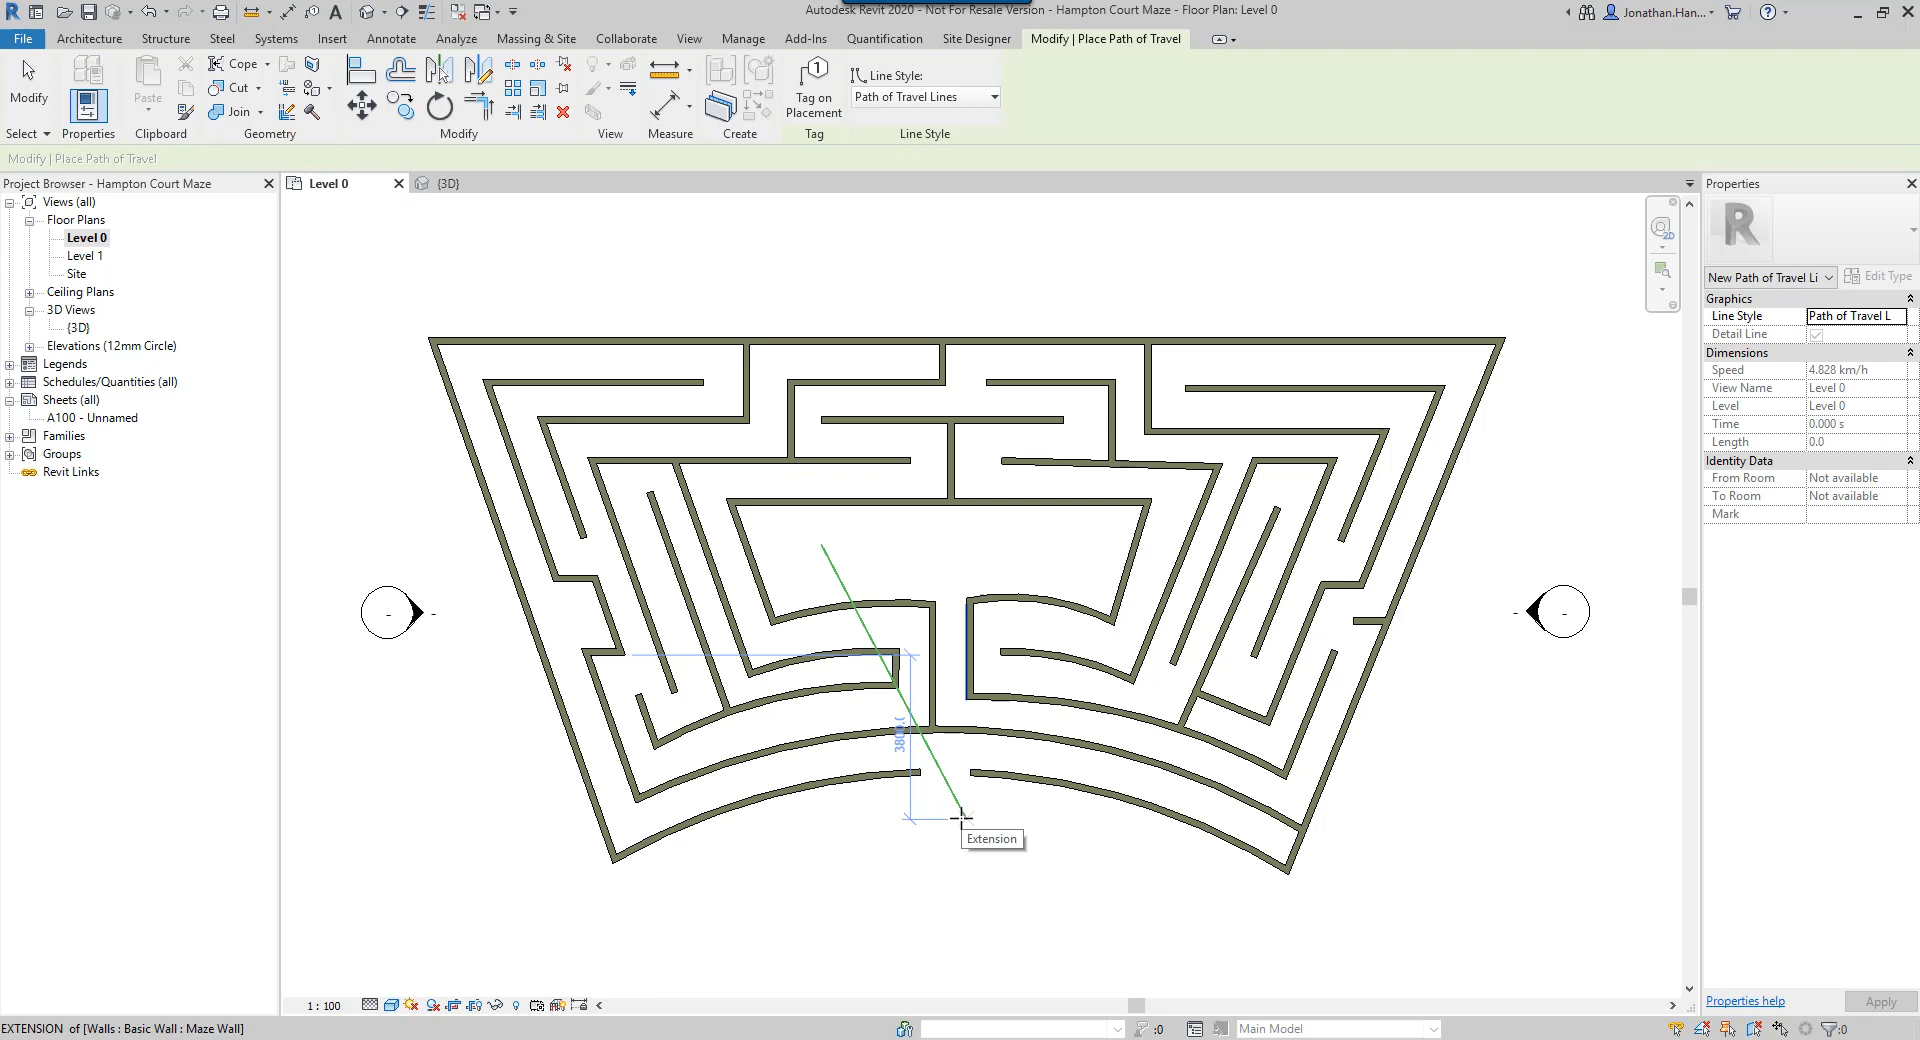 Autodesk Revit 2020 - Not For Resale Version - Hampton Court Maze - Floor Plan: Level 0
Jonathan.Han...
File
Architecture
Structure
Steel
Systems
Insert
Annotate
Analyze
Massing & Site
Collaborate
View
Manage
Add-Ins
Quantification
Site Designer
Modify | Place Path of Travel
Modify
Paste
Cope
Cut
Join
Tag on
Placement
Line Style:
Path of Travel Lines
Select
Properties
Clipboard
Geometry
Modify
View
Measure
Create
Tag
Line Style
Modify | Place Path of Travel
Project Browser - Hampton Court Maze
Views (all)
Floor Plans
Level 0
Level 1
Site
Ceiling Plans
3D Views
{3D}
Elevations (12mm Circle)
Legends
Schedules/Quantities (all)
Sheets (all)
A100 - Unnamed
Families
Groups
Revit Links
Level 0
{3D}
2D
Extension
1 : 100
Properties
R
New Path of Travel Li
Edit Type
Graphics
Line Style Path of Travel L
Detail Line
Dimensions
Speed 4.828 km/h
View Name Level 0
Level Level 0
Time 0.000 s
Length 0.0
Identity Data
From Room Not available
To Room Not available
Mark
Properties help
Apply
EXTENSION of [Walls : Basic Wall : Maze Wall]
:0
Main Model
:0